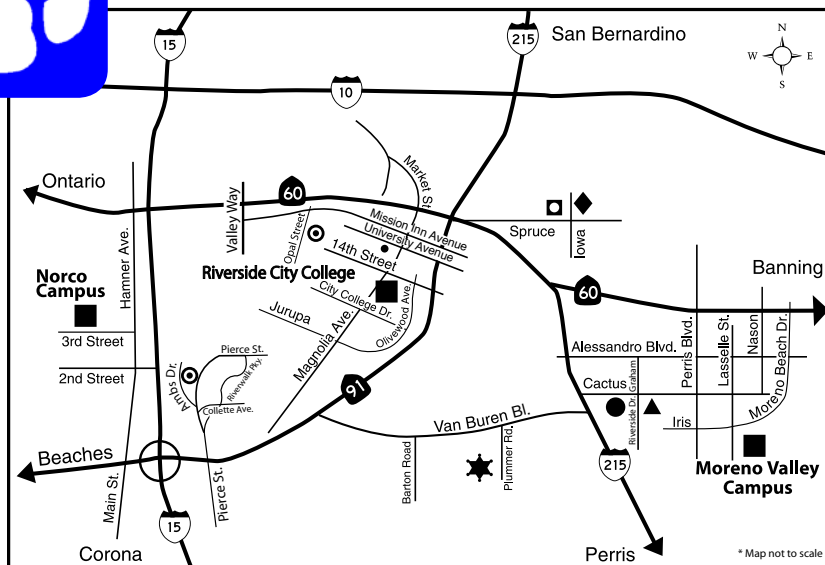 15
215
San Bernardino
N
W E
S
10
Market St.
Ontario
60
Valley Way
Mission Inn Avenue
University Avenue
Opal Street
14th Street
Spruce
Iowa
Hamner Ave.
Riverside City College
Norco
Campus
City College Dr.
Olivewood Ave.
60
Banning
Jurupa
Magnolia Ave.
3rd Street
2nd Street
Pierce St.
Ambs Dr.
Riverwalk Pky.
Collette Ave.
Alessandro Blvd.
Perris Blvd.
Lasselle St.
Nason
Moreno Beach Dr.
Cactus
Graham
Riverside Dr.
Iris
91
Van Buren Bl.
Beaches
Main St.
Pierce St.
Barton Road
Plummer Rd.
215
Moreno Valley
Campus
15
Corona
Perris
* Map not to scale